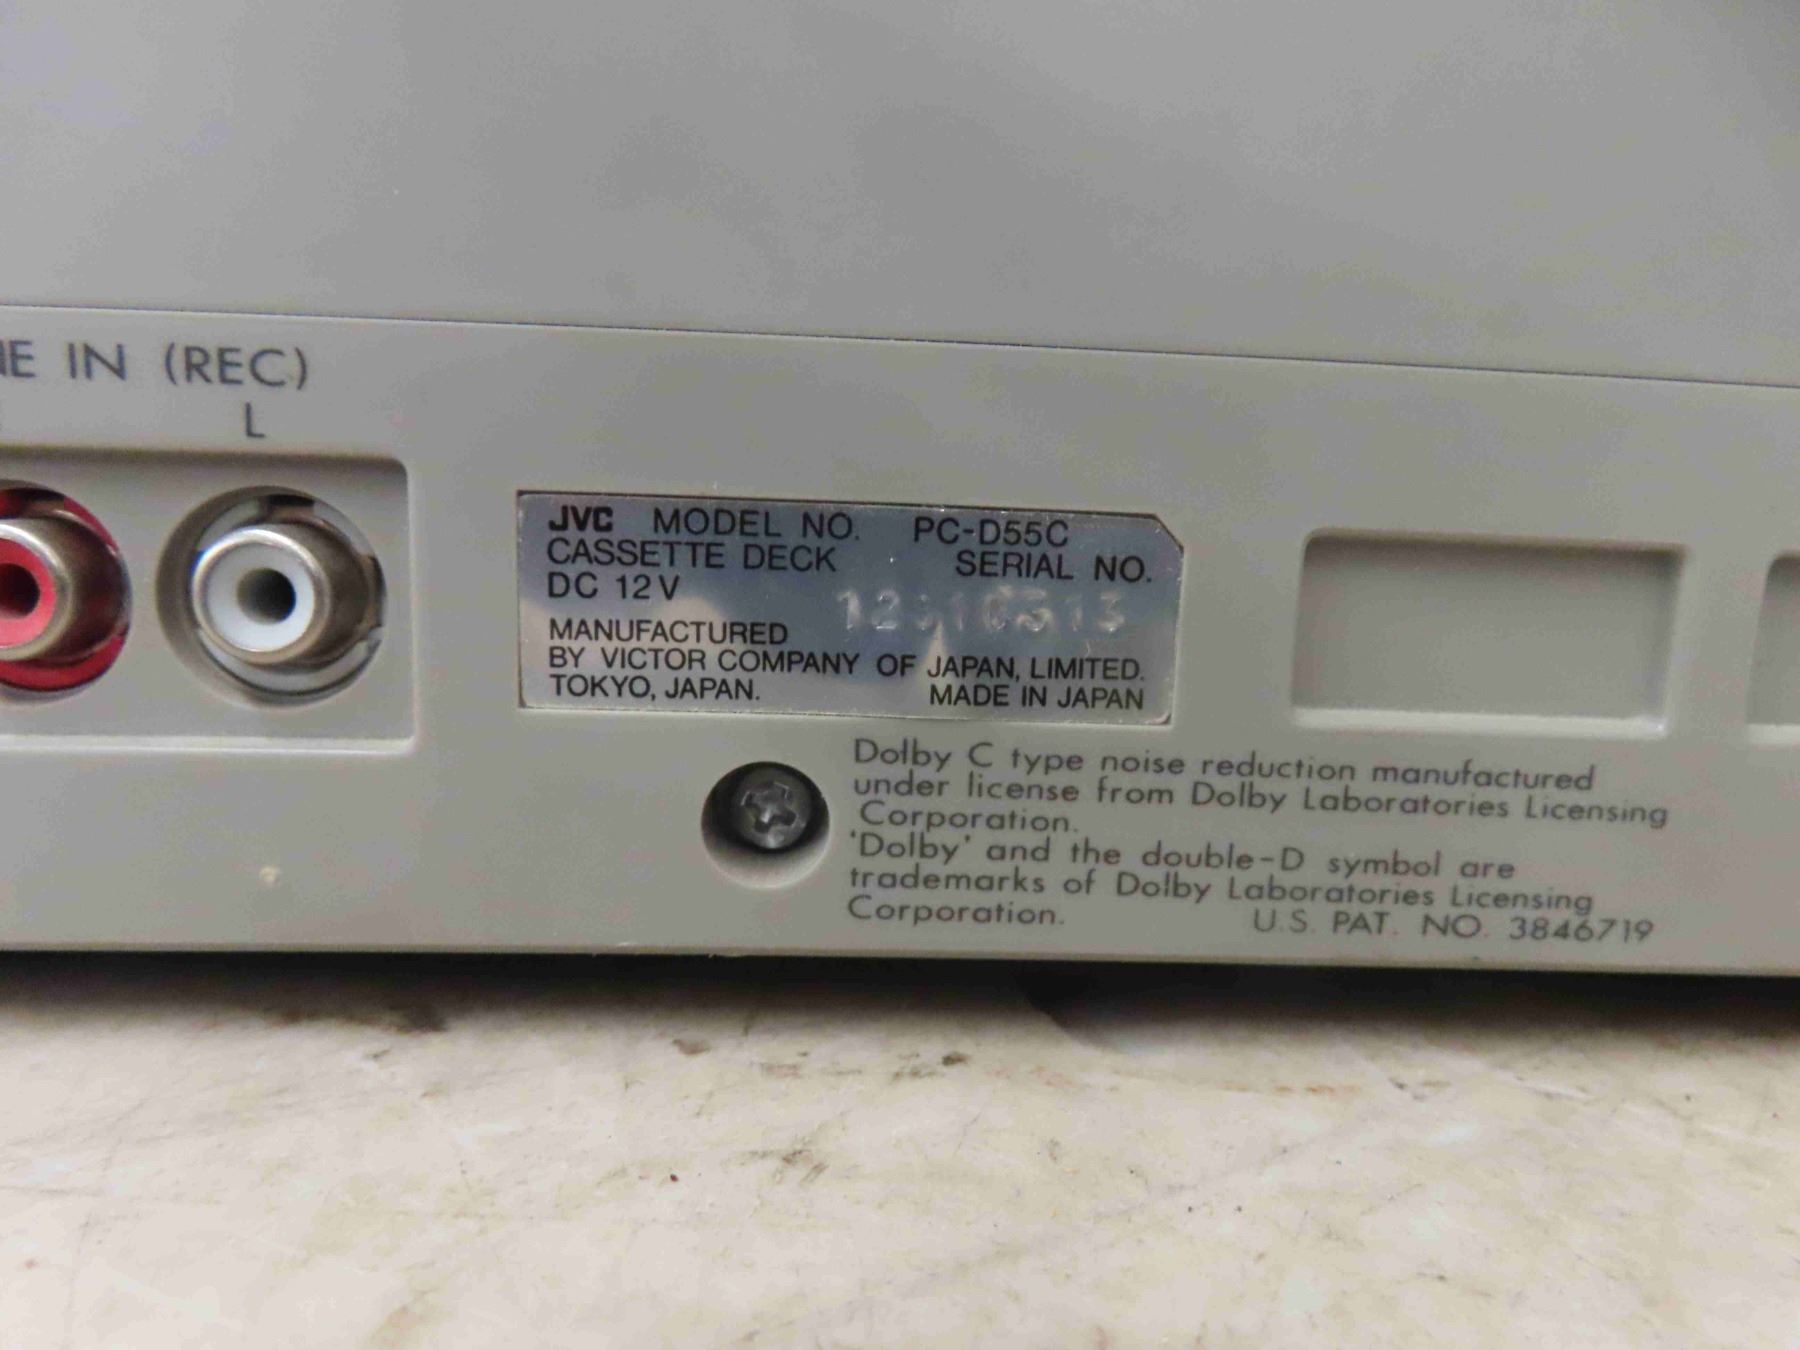 IN (REC)
L
JVC MODEL NO. PC-D55C
CASSETTE DECK SERIAL NO.
DC 12V
MANUFACTURED
BY VICTOR COMPANY OF JAPAN, LIMITED.
TOKYO, JAPAN. MADE IN JAPAN
Dolby C type noise reduction manufactured
under license from Dolby Laboratories Licensing
Corporation.
'Dolby' and the double-D symbol are
trademarks of Dolby Laboratories Licensing
Corporation. U.S. PAT. NO. 3846719